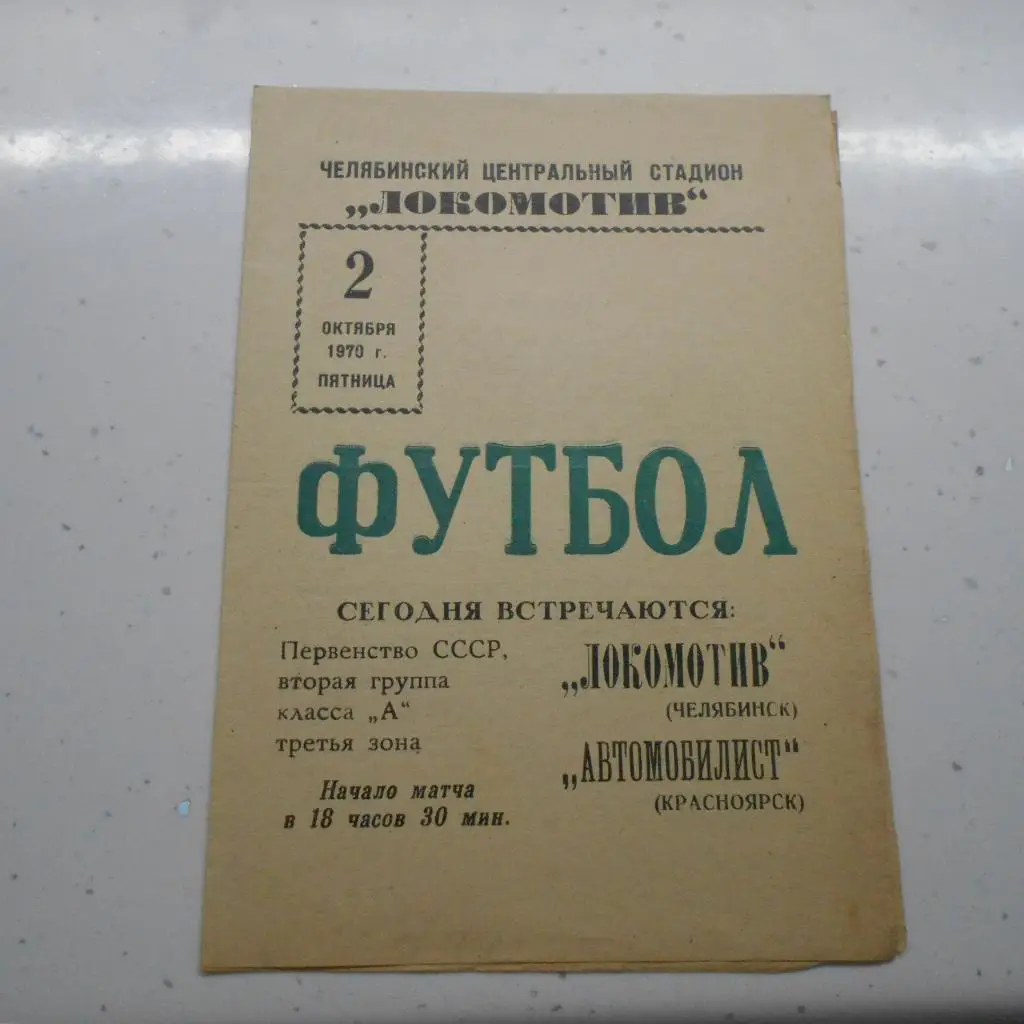 ЧЕЛЯБИНСКИЙ ЦЕНТРАЛЬНЫЙ СТАДИОН
„ЛОКОМОТИВ“
2
ОКТЯБРЯ
1970 г.
ПЯТНИЦА
ФУТБОЛ
СЕГОДНЯ ВСТРЕЧАЮТСЯ:
Первенство СССР,
вторая группа
класса „А“
третья зона
Начало матча
в 18 часов 30 мин.
„ЛОКОМОТИВ“
(ЧЕЛЯБИНСК)
„АВТОМОБИЛИСТ“
(КРАСНОЯРСК)